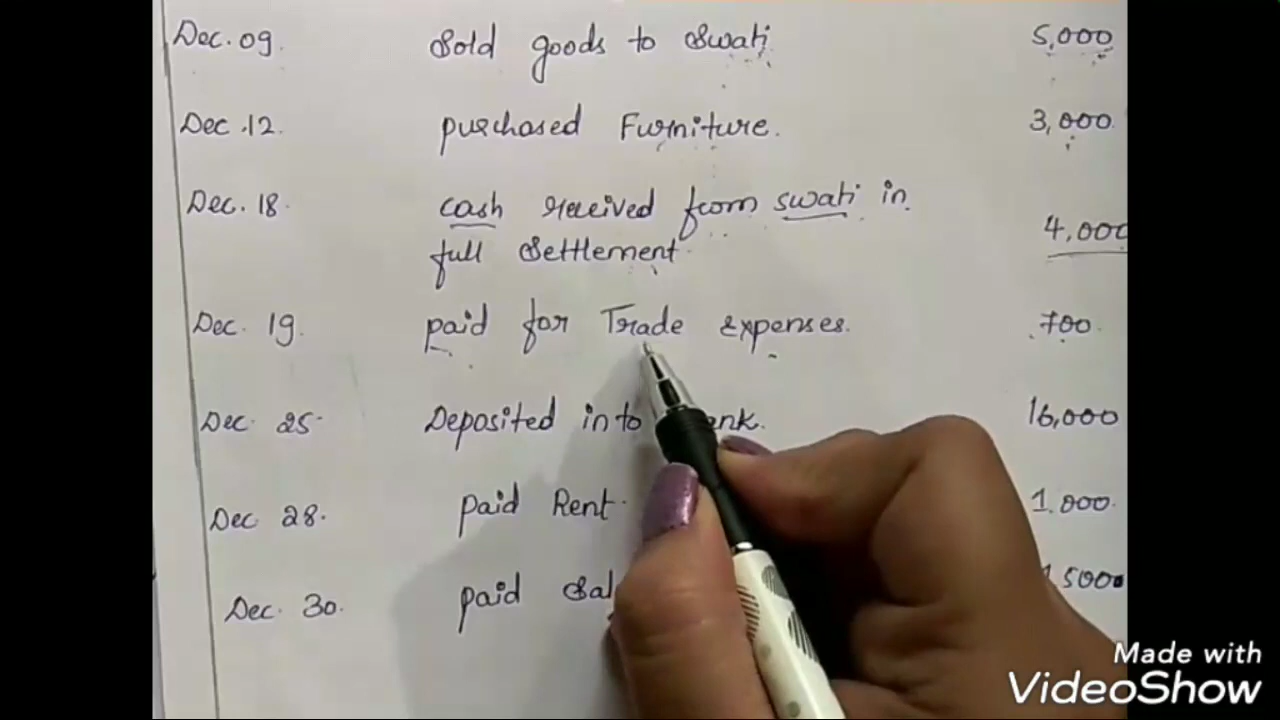 Dec. 09. Sold goods to Swati 5,000
Dec. 12. purchased Furniture. 3,000
Dec. 18. cash received from swati in
full Settlement. 4,000
Dec. 19. paid for Trade expenses. 700
Dec. 25. Deposited into 16,000
Dec. 28. paid Rent. 1,000
Dec. 30. paid
Made with
VideoShow